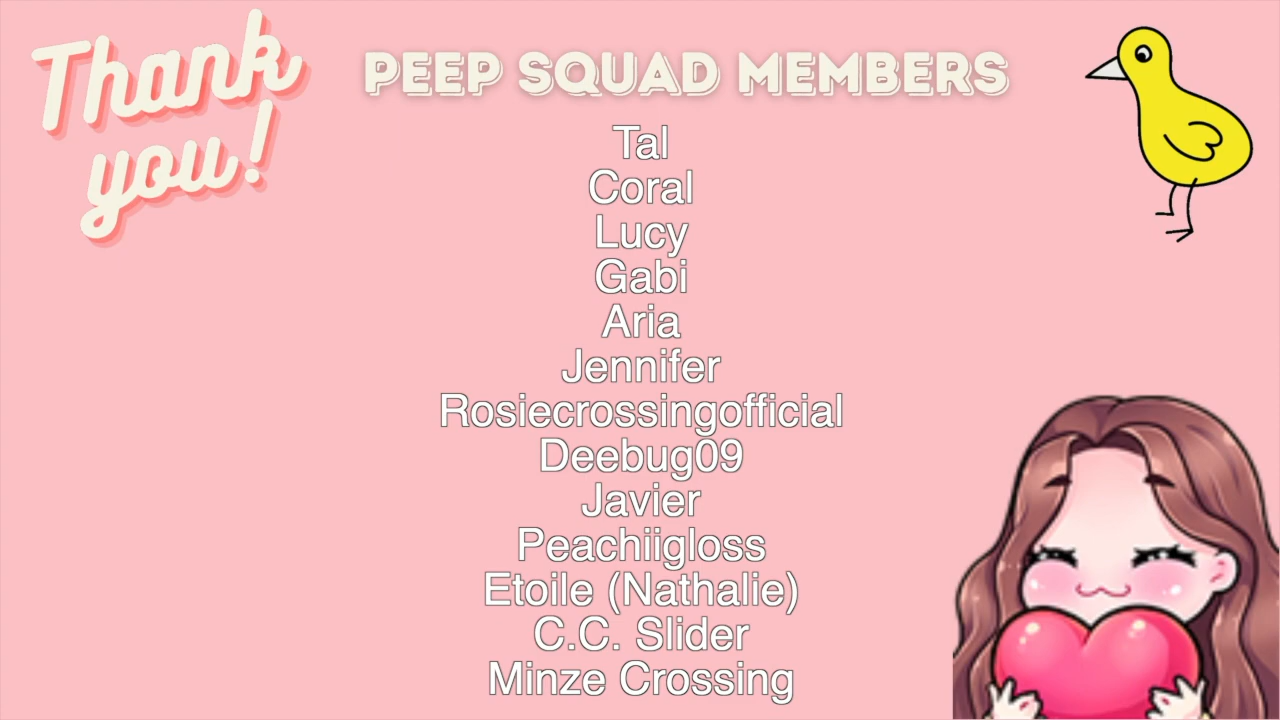 Thank
you!
PEEP SQUAD MEMBERS
Tal
Coral
Lucy
Gabi
Aria
Jennifer
Rosiecrossingofficial
Deebug09
Javier
Peachiigloss
Etoile (Nathalie)
C.C. Slider
Minze Crossing